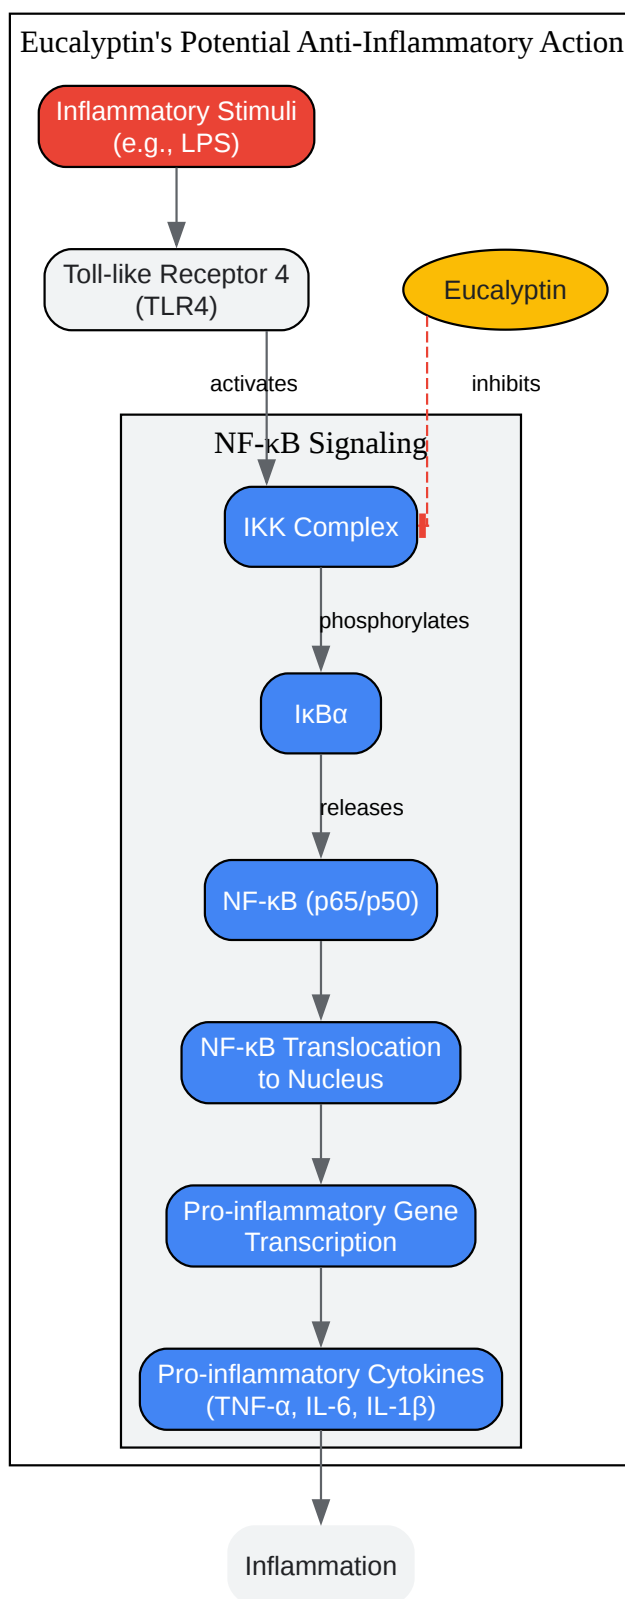 Eucalyptin's Potential Anti-Inflammatory Action
Inflammatory Stimuli
(e.g., LPS)
Toll-like Receptor 4
(TLR4)
Eucalyptin
activates
inhibits
NF-κB Signaling
IKK Complex
phosphorylates
IκBα
releases
NF-κB (p65/p50)
NF-κB Translocation
to Nucleus
Pro-inflammatory Gene
Transcription
Pro-inflammatory Cytokines
(TNF-α, IL-6, IL-1β)
Inflammation